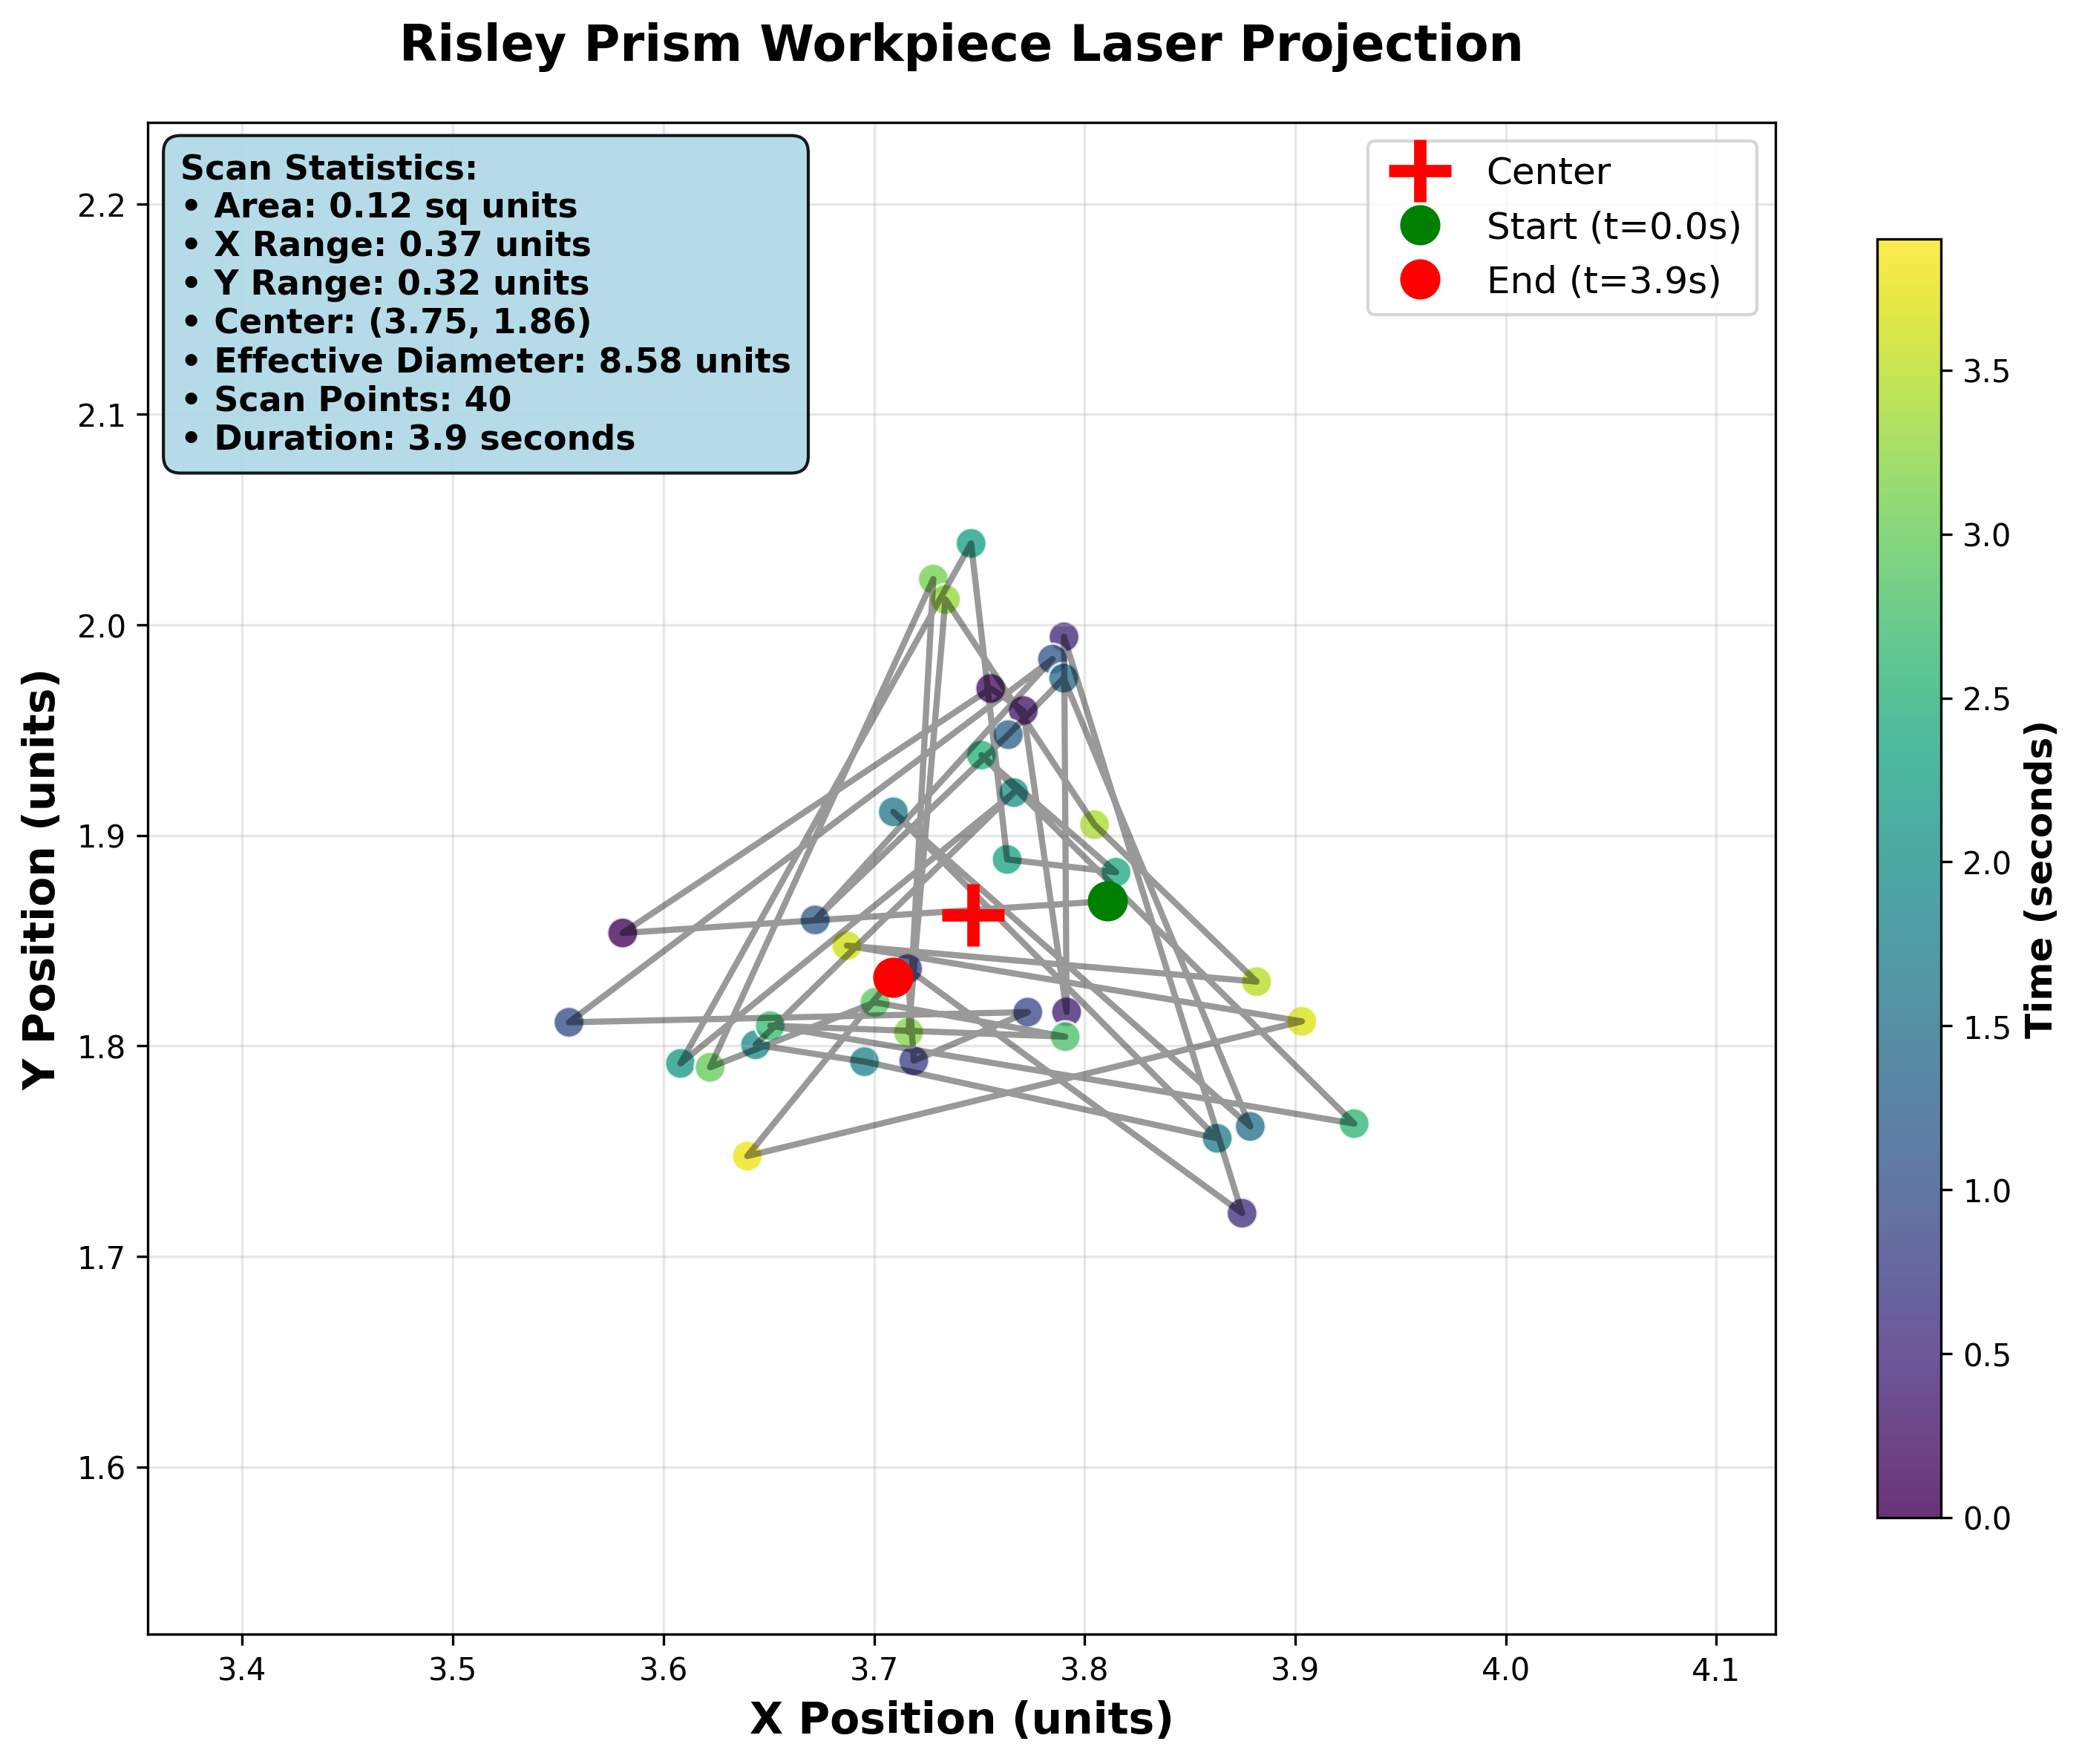 Risley Prism Workpiece Laser Projection
Scan Statistics:
• Area: 0.12 sq units
• X Range: 0.37 units
• Y Range: 0.32 units
• Center: (3.75, 1.86)
• Effective Diameter: 8.58 units
• Scan Points: 40
• Duration: 3.9 seconds
Center
Start (t=0.0s)
End (t=3.9s)
Y Position (units)
2.2
2.1
2.0
1.9
1.8
1.7
1.6
3.4 3.5 3.6 3.7 3.8 3.9 4.0 4.1
X Position (units)
3.5
3.0
2.5
2.0
1.5
1.0
0.5
0.0
Time (seconds)